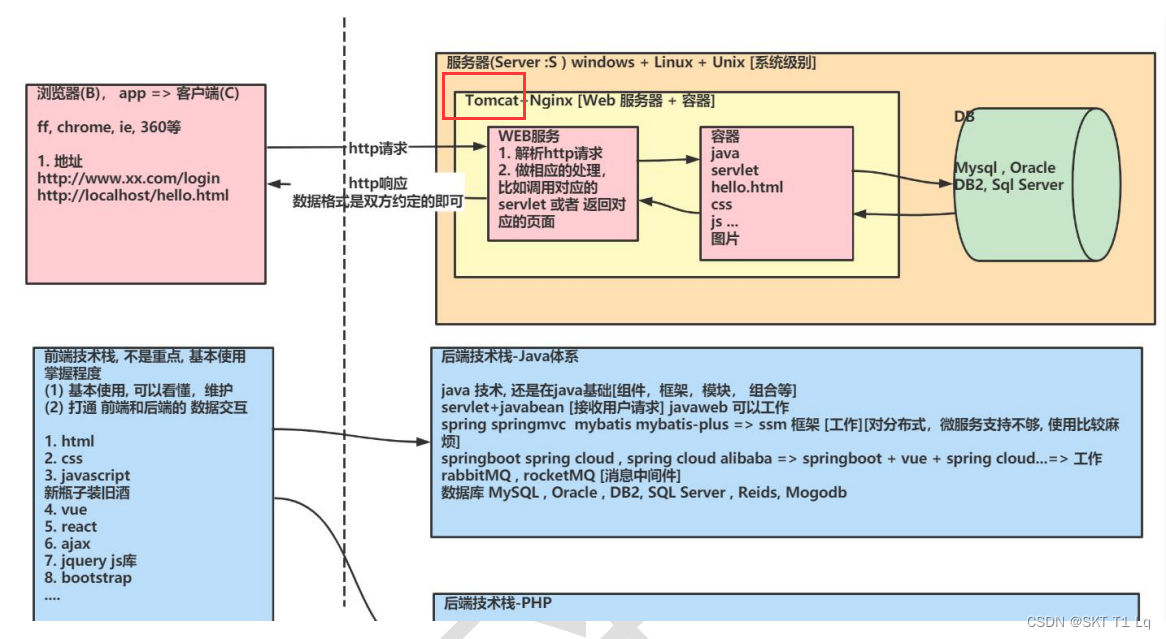 服务器(Server :S ) windows + Linux + Unix [系统级别]
浏览器(B)， app => 客户端(C)
ff, chrome, ie, 360等
1. 地址
http://www.xx.com/login
http://localhost/hello.html
http请求
http响应
数据格式是双方约定的即可
Tomcat+Nginx [Web 服务器 + 容器]
WEB服务
1. 解析http请求
2. 做相应的处理，
比如调用对应的
servlet 或者 返回对
应的页面
容器
java
servlet
hello.html
css
js ...
图片
DB
Mysql , Oracle
DB2, Sql Server
前端技术栈, 不是重点, 基本使用
掌握程度
(1) 基本使用, 可以看懂，维护
(2) 打通 前端和后端的 数据交互
1. html
2. css
3. javascript
新瓶子装旧酒
4. vue
5. react
6. ajax
7. jquery js库
8. bootstrap
....
后端技术栈-Java体系
java 技术, 还是在java基础[组件，框架，模块， 组合等]
servlet+javabean [接收用户请求] javaweb 可以工作
spring springmvc mybatis mybatis-plus => ssm 框架 [工作][对分布式，微服务支持不够, 使用比较麻
烦]
springboot spring cloud , spring cloud alibaba => springboot + vue + spring cloud...=> 工作
rabbitMQ , rocketMQ [消息中间件]
数据库 MySQL , Oracle , DB2, SQL Server , Reids, Mogodb
后端技术栈-PHP
CSDN @SKT T1 Lq